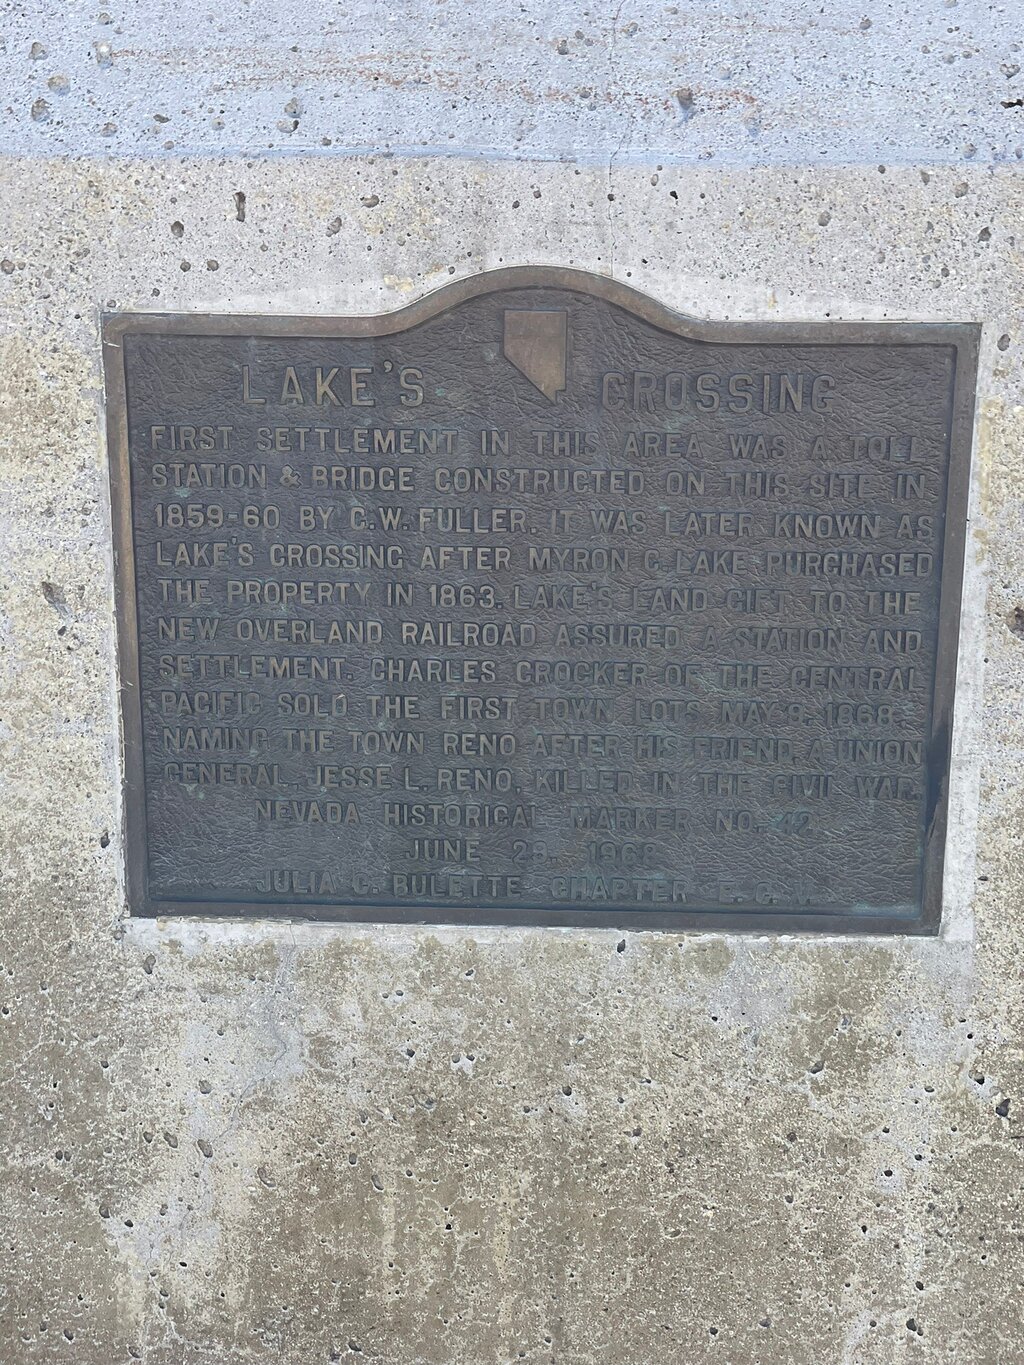 LAKE'S CROSSING
FIRST SETTLEMENT IN THIS AREA WAS A TOLL
STATION & BRIDGE CONSTRUCTED ON THIS SITE IN
1859-60 BY C.W. FULLER. IT WAS LATER KNOWN AS
LAKE'S CROSSING AFTER MYRON C. LAKE PURCHASED
THE PROPERTY IN 1863. LAKE'S LAND GIFT TO THE
NEW OVERLAND RAILROAD ASSURED A STATION AND
SETTLEMENT. CHARLES CROCKER OF THE CENTRAL
PACIFIC SOLD THE FIRST TOWN LOTS MAY 9, 1868,
NAMING THE TOWN RENO AFTER HIS FRIEND, A UNION
GENERAL, JESSE L. RENO, KILLED IN THE CIVIL WAR.
NEVADA HISTORICAL MARKER NO. 42
JUNE 29, 1968
JULIA C. BULETTE CHAPTER E. C. V.